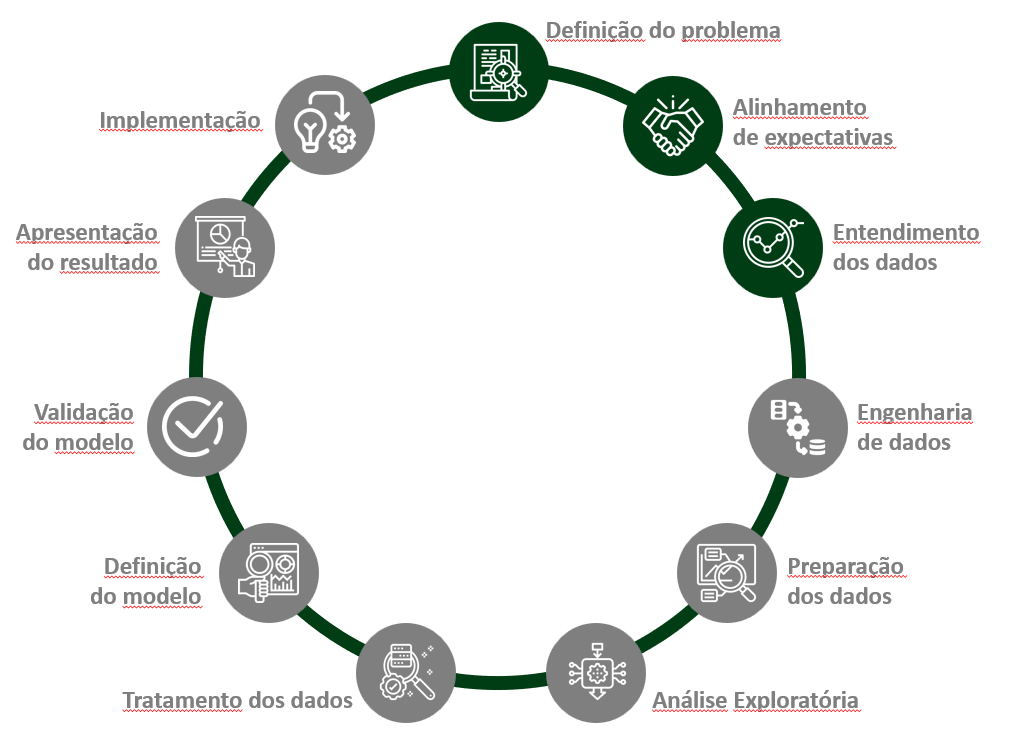 Definição do problema
Alinhamento
de expectativas
Entendimento
dos dados
Engenharia
de dados
Preparação
dos dados
Análise Exploratória
Tratamento dos dados
Definição
do modelo
Validação
do modelo
Apresentação
do resultado
Implementação